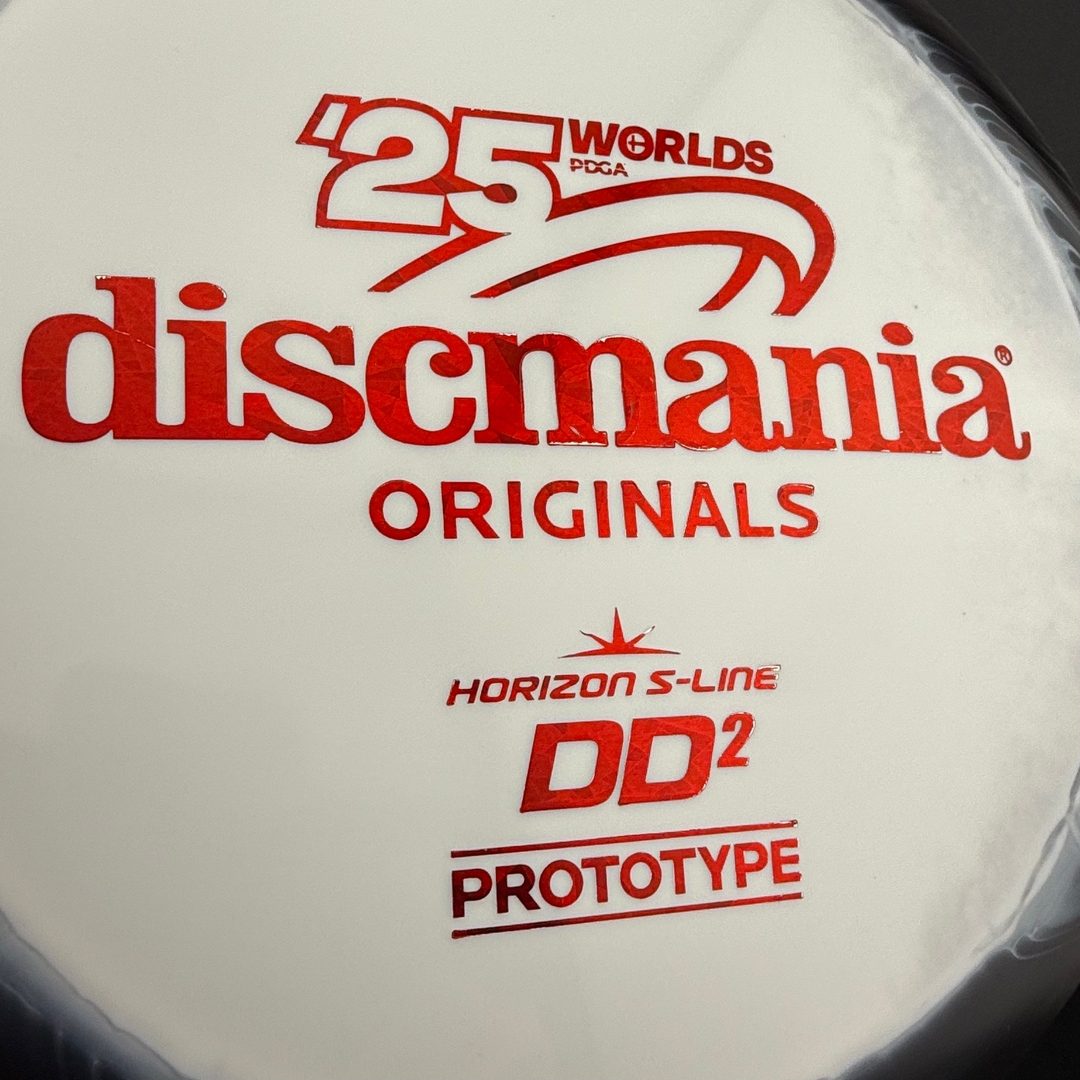 '25 WORLDS
PDGA
discmania®
ORIGINALS
HORIZON S-LINE
DD²
PROTOTYPE